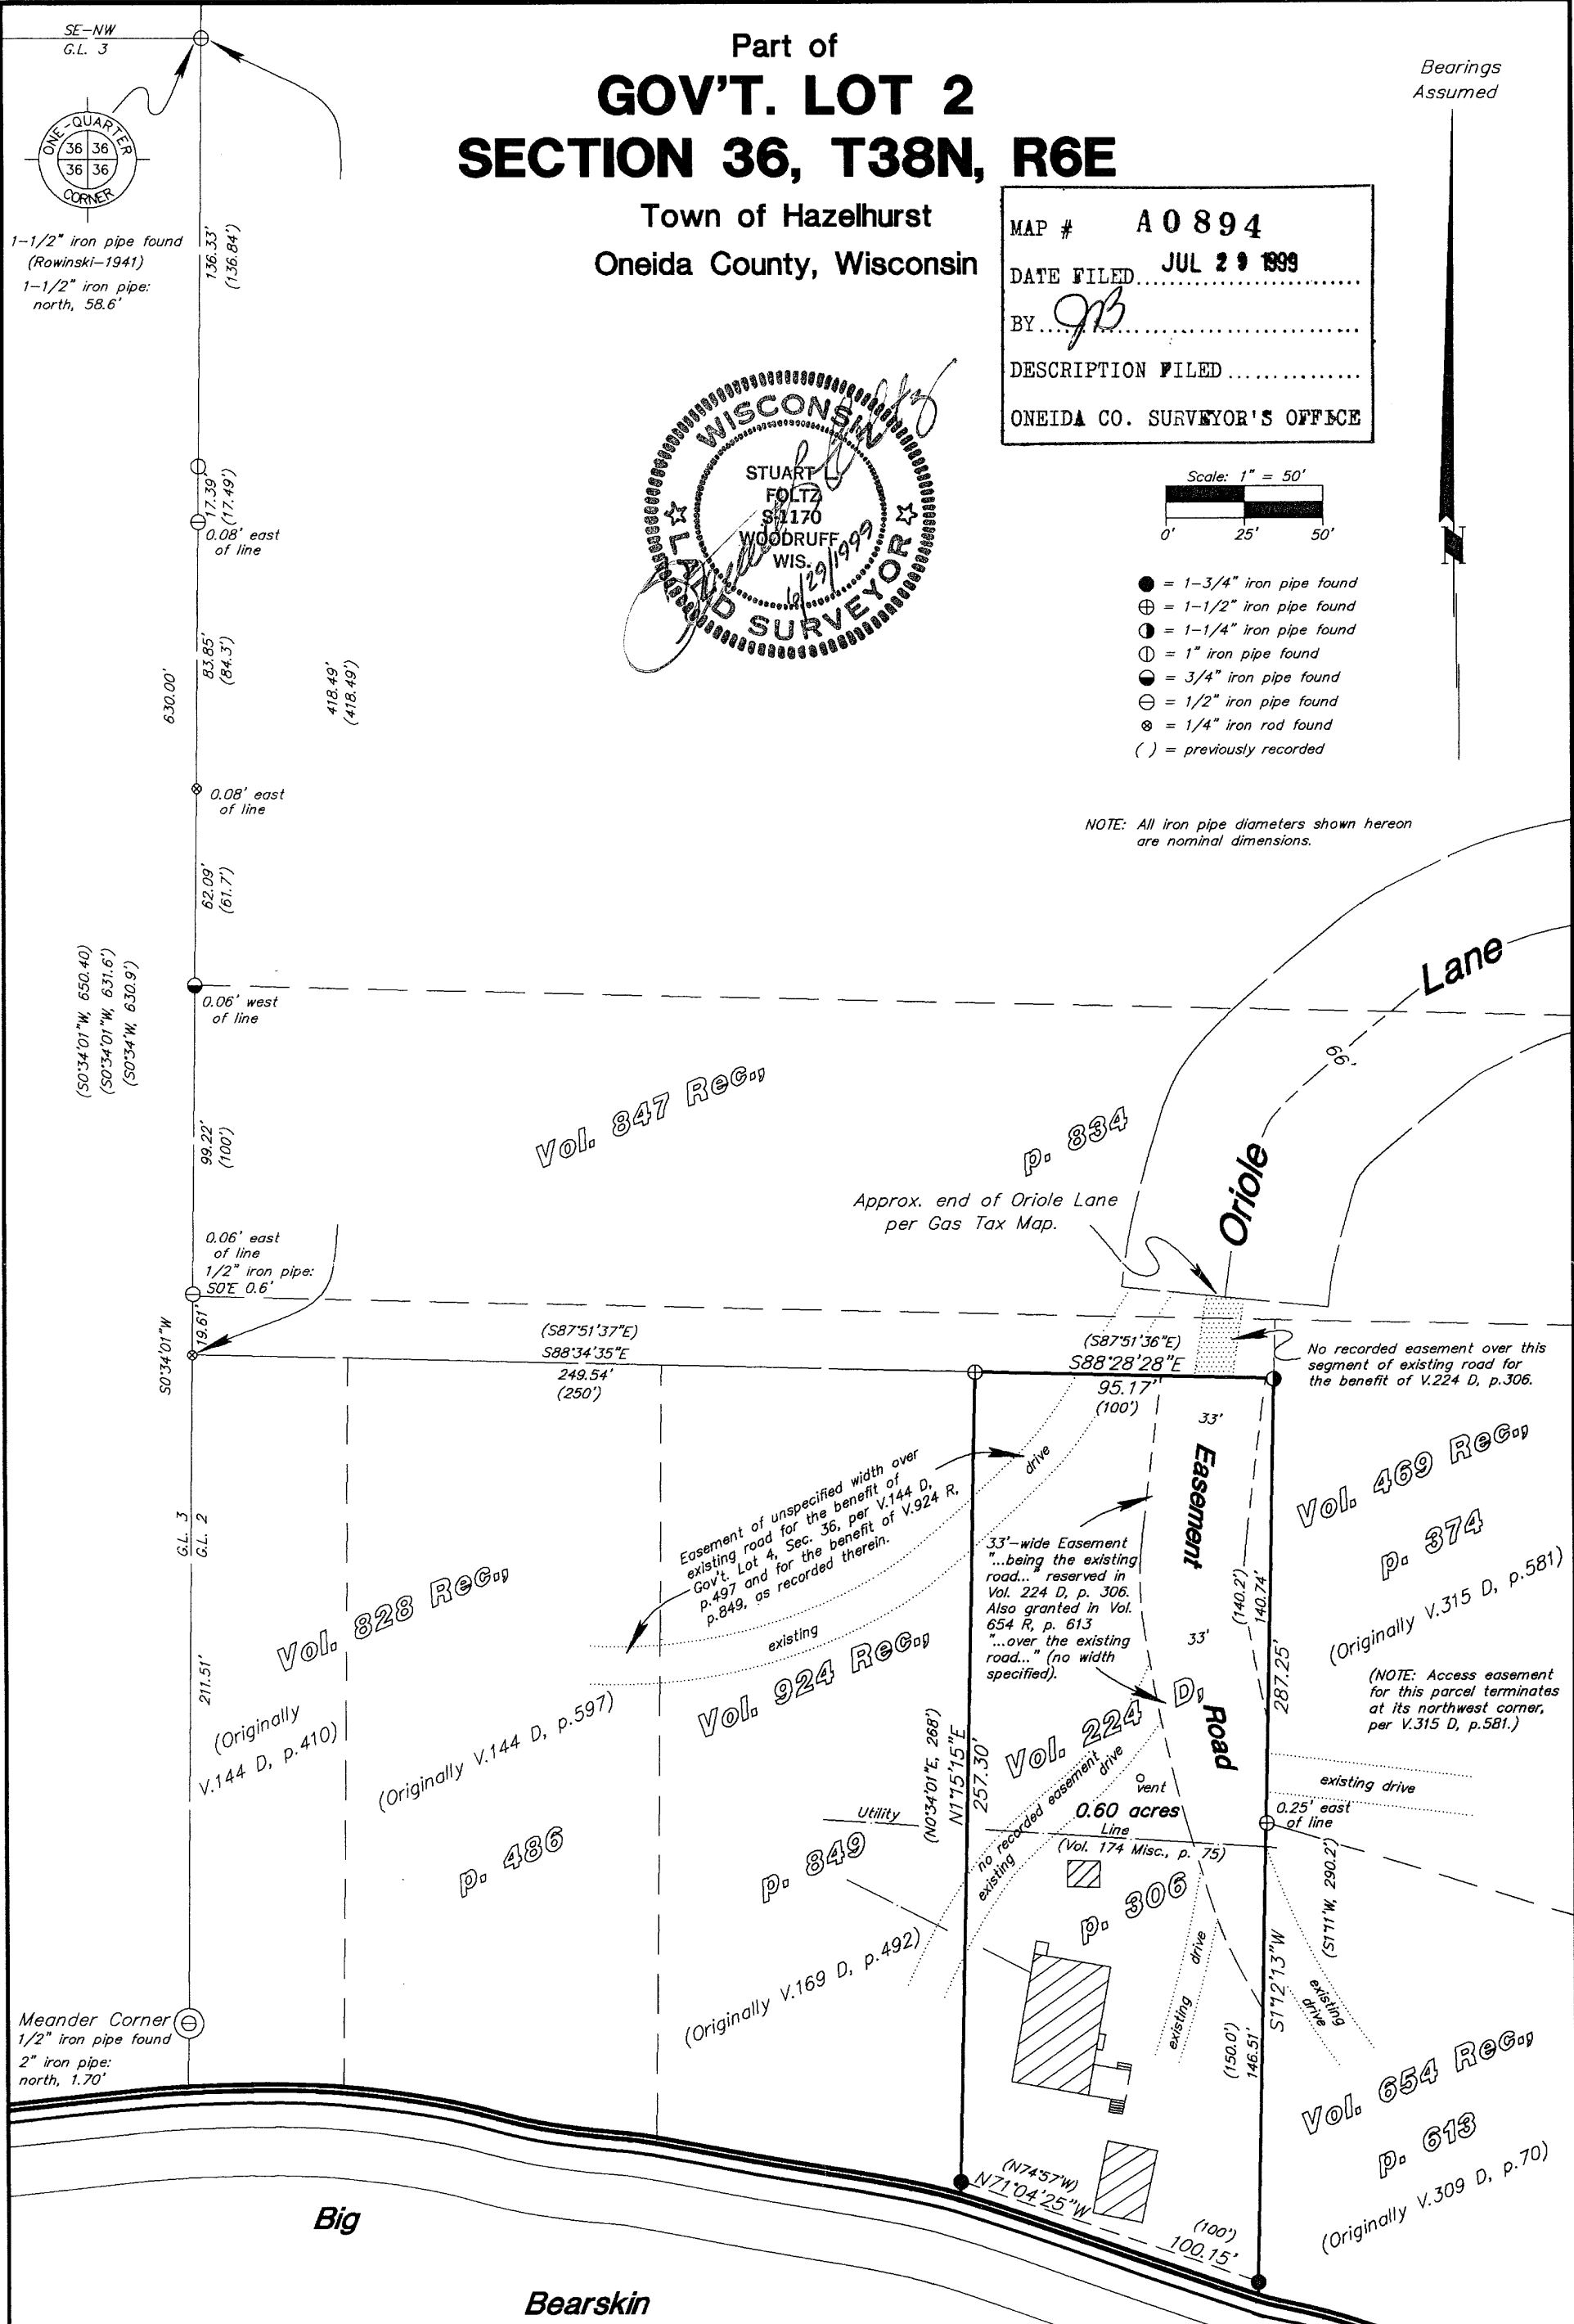 SE-NW
G.L. 3
Part of
GOV'T. LOT 2
SECTION 36, T38N, R6E
Town of Hazelhurst
Oneida County, Wisconsin
Bearings
Assumed
N
ONE-QUARTER
36 36
36 36
CORNER
1-1/2" iron pipe found
(Rowinski-1941)
1-1/2" iron pipe:
north, 58.6'
MAP # A0894
DATE FILED JUL 29 1999
BY JB
DESCRIPTION FILED
ONEIDA CO. SURVEYOR'S OFFICE
WISCONSIN
STUART L.
FOLTZ
S-1170
WOODRUFF,
WIS.
LAND SURVEYOR
6/29/1999
Scale: 1" = 50'
0' 25' 50'
= 1-3/4" iron pipe found
= 1-1/2" iron pipe found
= 1-1/4" iron pipe found
= 1" iron pipe found
= 3/4" iron pipe found
= 1/2" iron pipe found
= 1/4" iron rod found
( ) = previously recorded
NOTE: All iron pipe diameters shown hereon
are nominal dimensions.
136.33'
(136.84')
17.39'
(17.49')
0.08' east
of line
83.85'
(84.3')
630.00'
418.49'
(418.49')
0.08' east
of line
62.09'
(61.7')
(S0°34'01"W, 650.40)
(S0°34'01"W, 631.6')
(S0°34'W, 630.9')
0.06' west
of line
99.22'
(100')
Vol. 847 Rec.,
p. 834
Oriole
Lane
66'
Approx. end of Oriole Lane
per Gas Tax Map.
0.06' east
of line
1/2" iron pipe:
S0°E 0.6'
19.61'
S0°34'01"W
(S87°51'37"E)
S88°34'35"E
249.54'
(250')
(S87°51'36"E)
S88°28'28"E
95.17'
(100')
No recorded easement over this
segment of existing road for
the benefit of V.224 D, p.306.
G.L. 3
G.L. 2
211.51'
Vol. 828 Rec.,
p. 486
(Originally
V.144 D, p.410)
(Originally V.144 D, p.597)
Easement of unspecified width over
existing road for the benefit of
Gov't. Lot 4, Sec. 36, per V.144 D,
p.497 and for the benefit of V.924 R,
p.849, as recorded therein.
existing
drive
Vol. 924 Rec.,
p. 849
(Originally V.169 D, p.492)
33'-wide Easement
"...being the existing
road..." reserved in
Vol. 224 D, p. 306.
Also granted in Vol.
654 R, p. 613
"...over the existing
road..." (no width
specified).
33'
Easement
33'
Road
(140.2')
140.74'
287.25'
Vol. 469 Rec.,
p. 374
(Originally V.315 D, p.581)
(NOTE: Access easement
for this parcel terminates
at its northwest corner,
per V.315 D, p.581.)
(N0°34'01"E, 268')
N1°15'15"E
257.30'
Vol. 224 D,
p. 306
no recorded easement
existing drive
vent
0.60 acres
Utility Line
(Vol. 174 Misc., p. 75)
existing drive
0.25' east
of line
(S1°11'W, 290.2')
S1°12'13"W
(150.0')
146.51'
existing drive
existing
drive
Vol. 654 Rec.,
p. 613
(Originally V.309 D, p.70)
Meander Corner
1/2" iron pipe found
2" iron pipe:
north, 1.70'
(N74°57'W)
N71°04'25"W
(100')
100.15'
Big
Bearskin